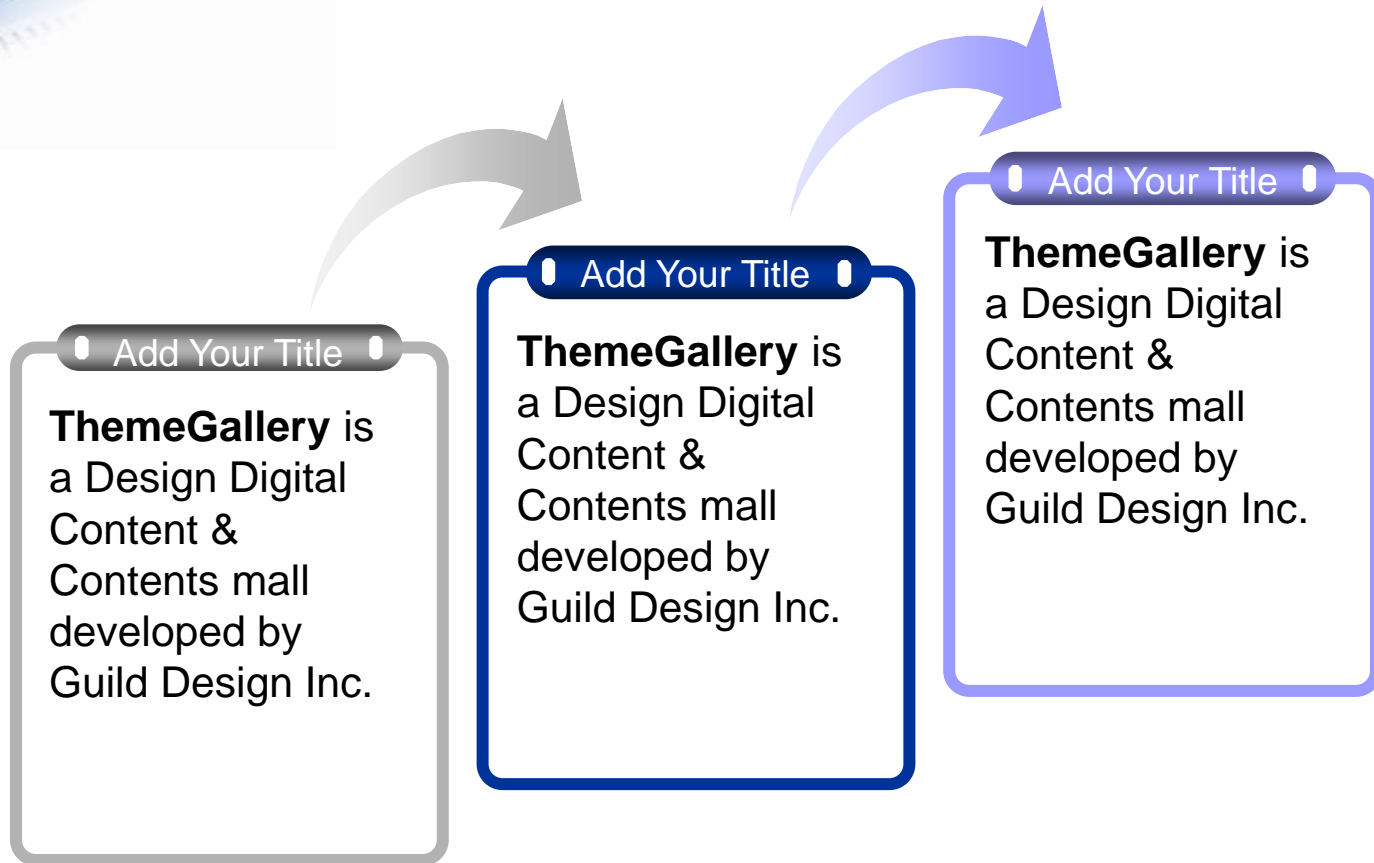 Add Your Title
ThemeGallery is
a Design Digital
Content &
Contents mall
developed by
Guild Design Inc.
Add Your Title
ThemeGallery is
a Design Digital
Content &
Contents mall
developed by
Guild Design Inc.
Add Your Title
ThemeGallery is
a Design Digital
Content &
Contents mall
developed by
Guild Design Inc.